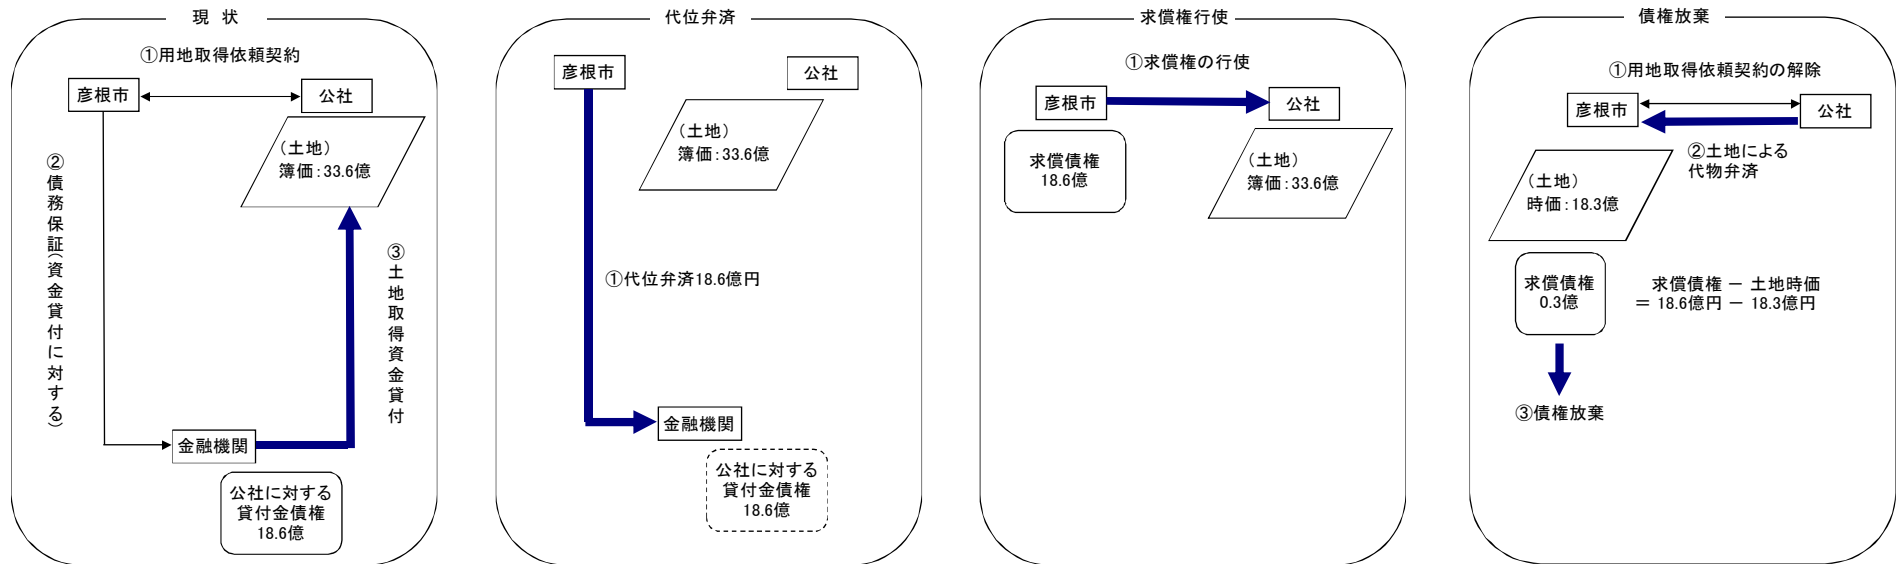 現 状
①用地取得依頼契約
彦根市
公社
（土地）
簿価：33.6億
②債務保証（資金貸付に対する）
③土地取得資金貸付
金融機関
公社に対する
貸付金債権
18.6億
代位弁済
彦根市
公社
（土地）
簿価：33.6億
①代位弁済18.6億円
金融機関
公社に対する
貸付金債権
18.6億
求償権行使
①求償権の行使
彦根市
公社
求償債権
18.6億
（土地）
簿価：33.6億
債権放棄
①用地取得依頼契約の解除
彦根市
公社
②土地による
代物弁済
（土地）
時価：18.3億
求償債権
0.3億
求償債権 － 土地時価
＝ 18.6億円 － 18.3億円
③債権放棄